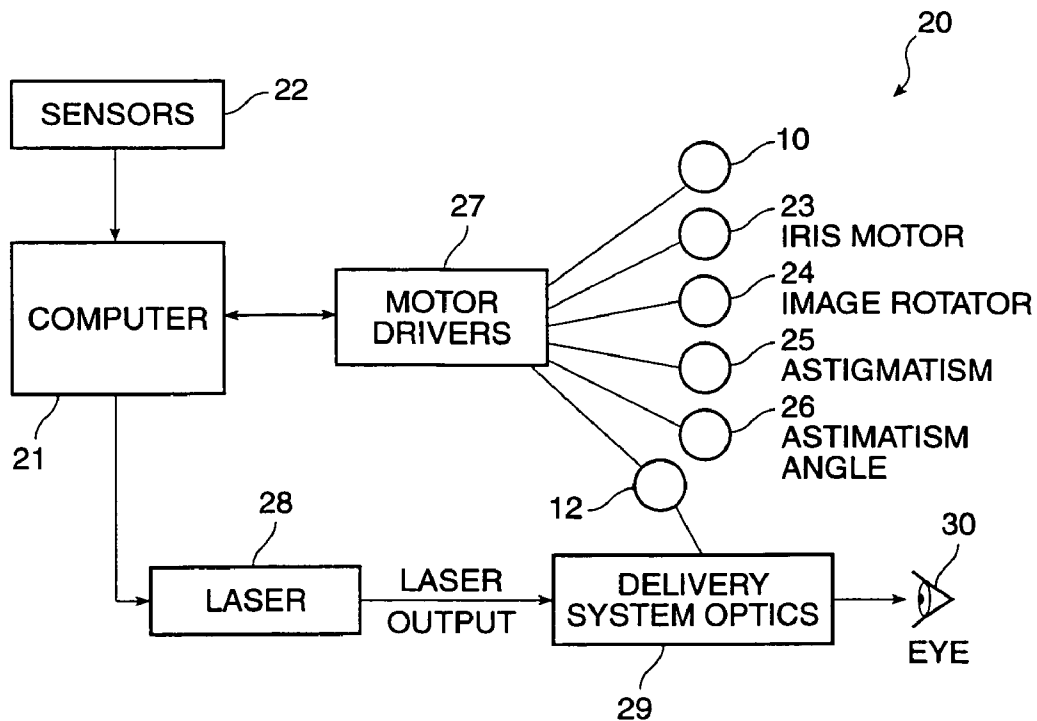 20
SENSORS
22
10
27
23
IRIS MOTOR
24
IMAGE ROTATOR
COMPUTER
MOTOR
DRIVERS
25
ASTIGMATISM
26
ASTIMATISM
ANGLE
21
12
28
30
LASER
LASER
OUTPUT
DELIVERY
SYSTEM OPTICS
EYE
29